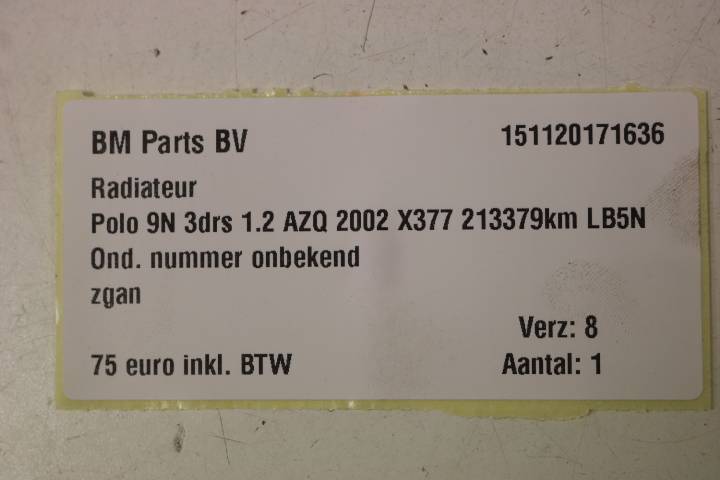 BM Parts BV 151120171636
Radiateur
Polo 9N 3drs 1.2 AZQ 2002 X377 213379km LB5N
Ond. nummer onbekend
zgan
Verz: 8
75 euro inkl. BTW Aantal: 1